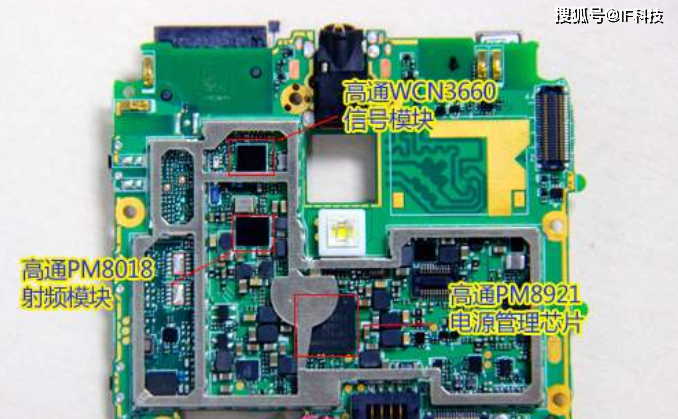 搜狐号@IF科技
高通WCN3660
信号模块
高通PM8018
射频模块
高通PM8921
电源管理芯片